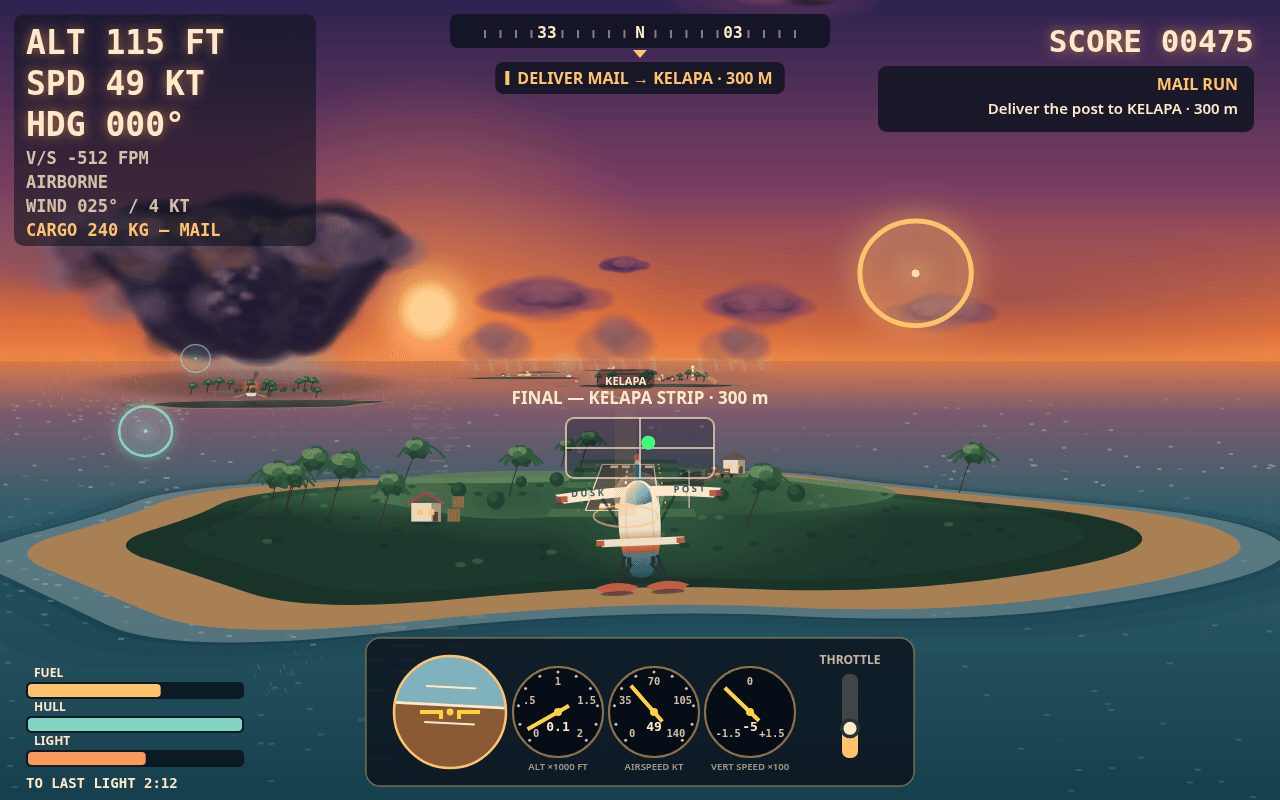 ALT 115 FT
SPD 49 KT
HDG 000°
V/S -512 FPM
AIRBORNE
WIND 025° / 4 KT
CARGO 240 KG — MAIL
33 N 03
DELIVER MAIL → KELAPA · 300 M
SCORE 00475
MAIL RUN
Deliver the post to KELAPA · 300 m
KELAPA
FINAL — KELAPA STRIP · 300 m
DUSK POST
FUEL
HULL
LIGHT
TO LAST LIGHT 2:12
0 .5 1 1.5 2
0.1
ALT ×1000 FT
0 35 70 105 140
49
AIRSPEED KT
-1.5 0 +1.5
-5
VERT SPEED ×100
THROTTLE